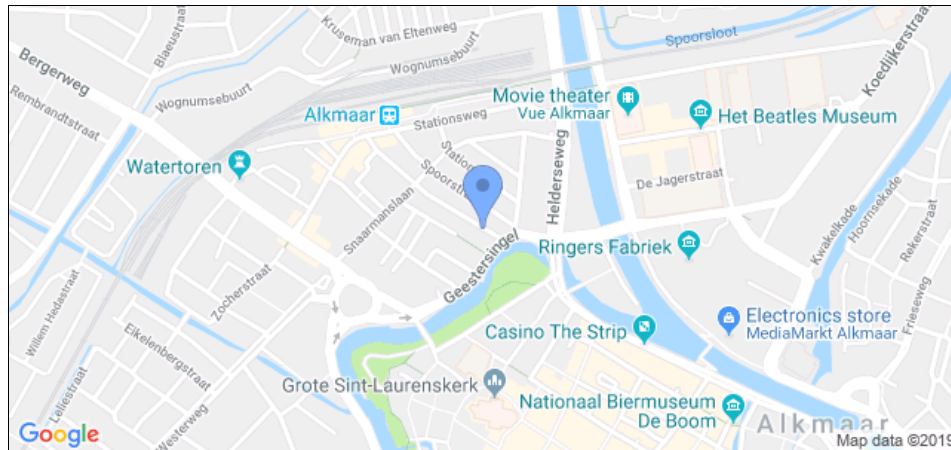 Kruseman van Eltenweg
Blaeustraat
Spoorsloot
Koedijkerstraat
Bergerweg
Wognumsebuurt
Rembrandtstraat
Wognumsebuurt
Movie theater
Vue Alkmaar
Alkmaar
Stationsweg
Het Beatles Museum
Watertoren
Helderseweg
De Jagerstraat
Snaarmanslaan
Kwakelkade
Hoornsekade
Rekerstraat
Geestersingel
Ringers Fabriek
Zocherstraat
Willem Hedastraat
Frieseweg
Electronics store
MediaMarkt Alkmaar
Casino The Strip
Eikelenbergstraat
Grote Sint-Laurenskerk
Leliestraat
Nationaal Biermuseum
De Boom
Westerweg
Alkmaar
Google
Map data ©2019